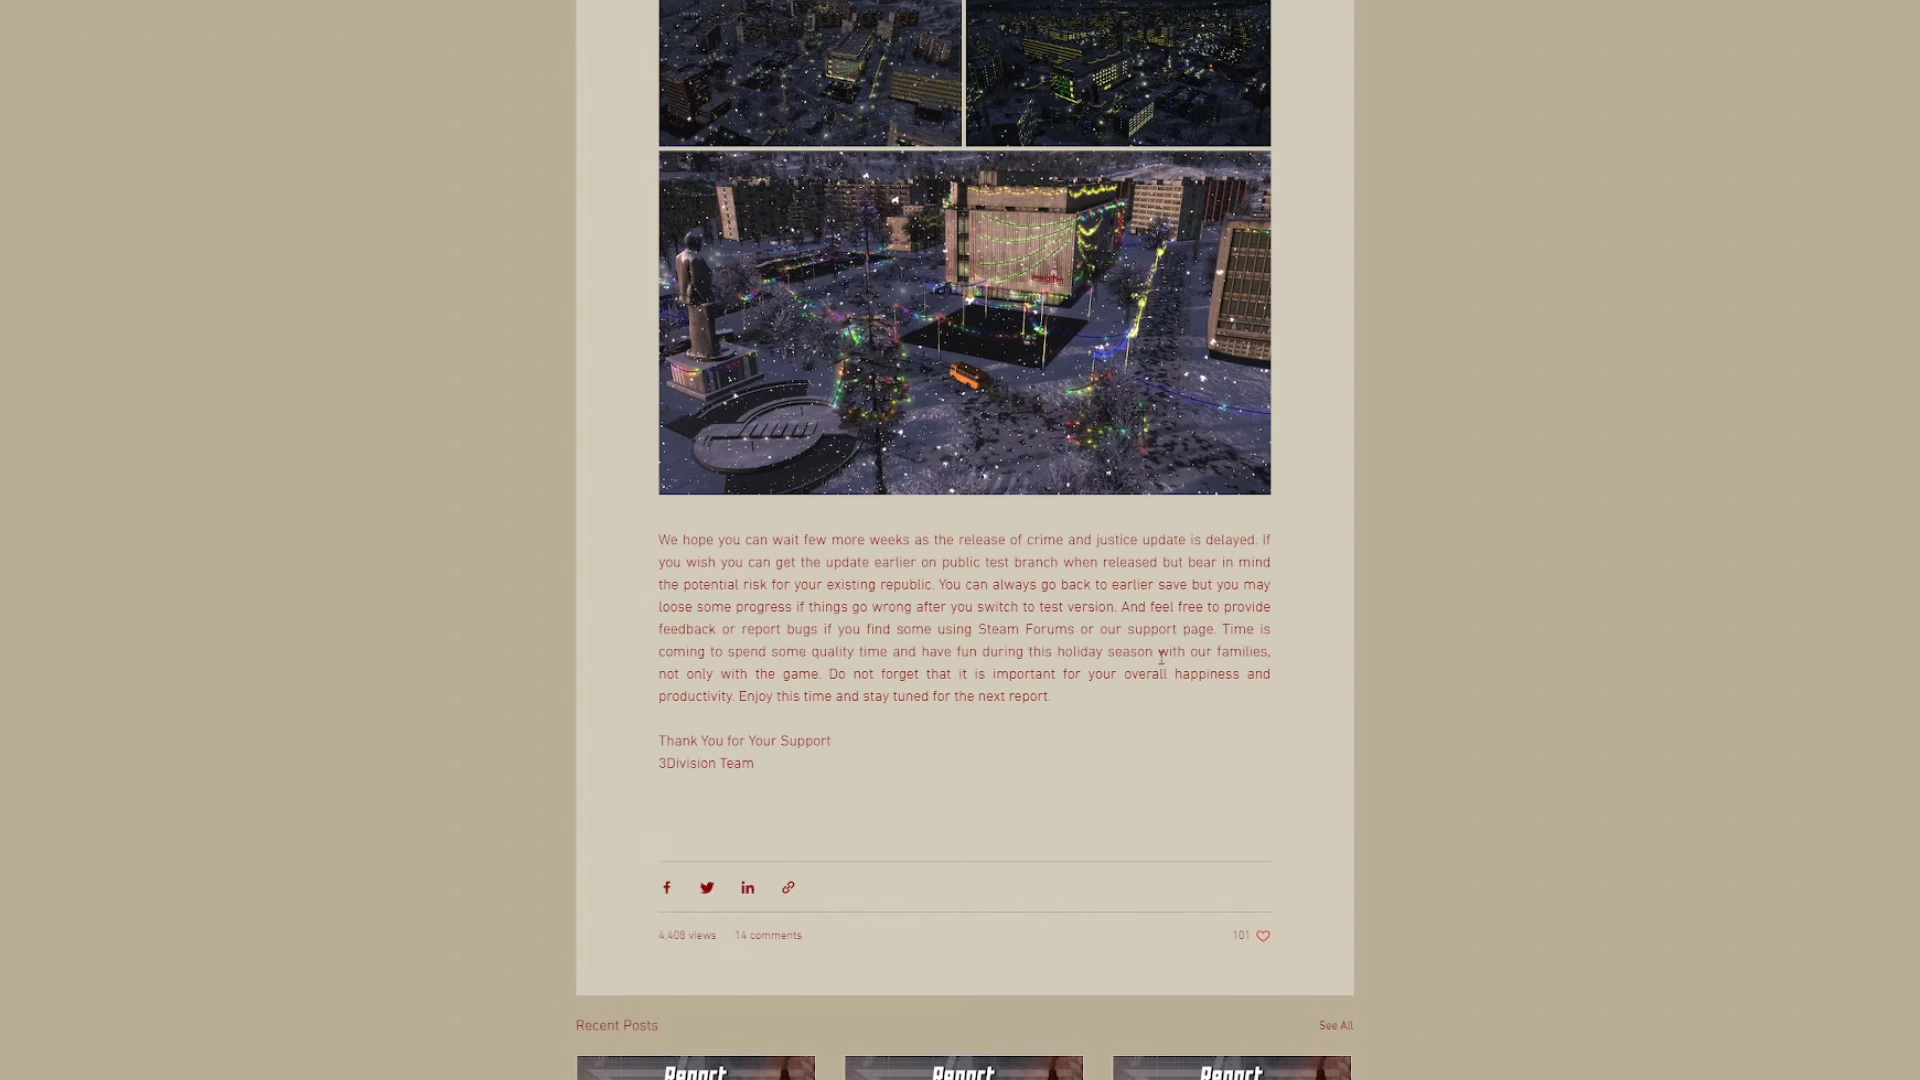 We hope you can wait few more weeks as the release of crime and justice update is delayed. If
you wish you can get the update earlier on public test branch when released but bear in mind
the potential risk for your existing republic. You can always go back to earlier save but you may
loose some progress if things go wrong after you switch to test version. And feel free to provide
feedback or report bugs if you find some using Steam Forums or our support page. Time is
coming to spend some quality time and have fun during this holiday season with our families,
not only with the game. Do not forget that it is important for your overall happiness and
productivity. Enjoy this time and stay tuned for the next report.
Thank You for Your Support
3Division Team
4,408 views 14 comments 101
Recent Posts See All
Report Report Report